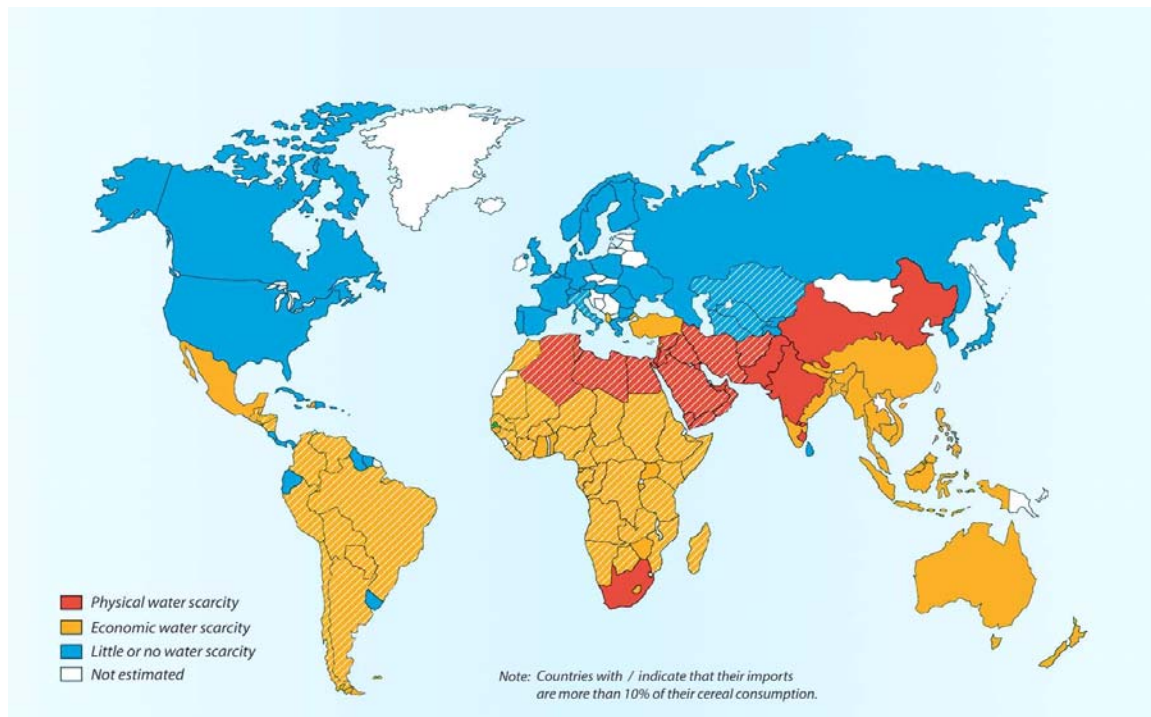 Physical water scarcity
Economic water scarcity
Little or no water scarcity
Not estimated
Note: Countries with / indicate that their imports
are more than 10% of their cereal consumption.